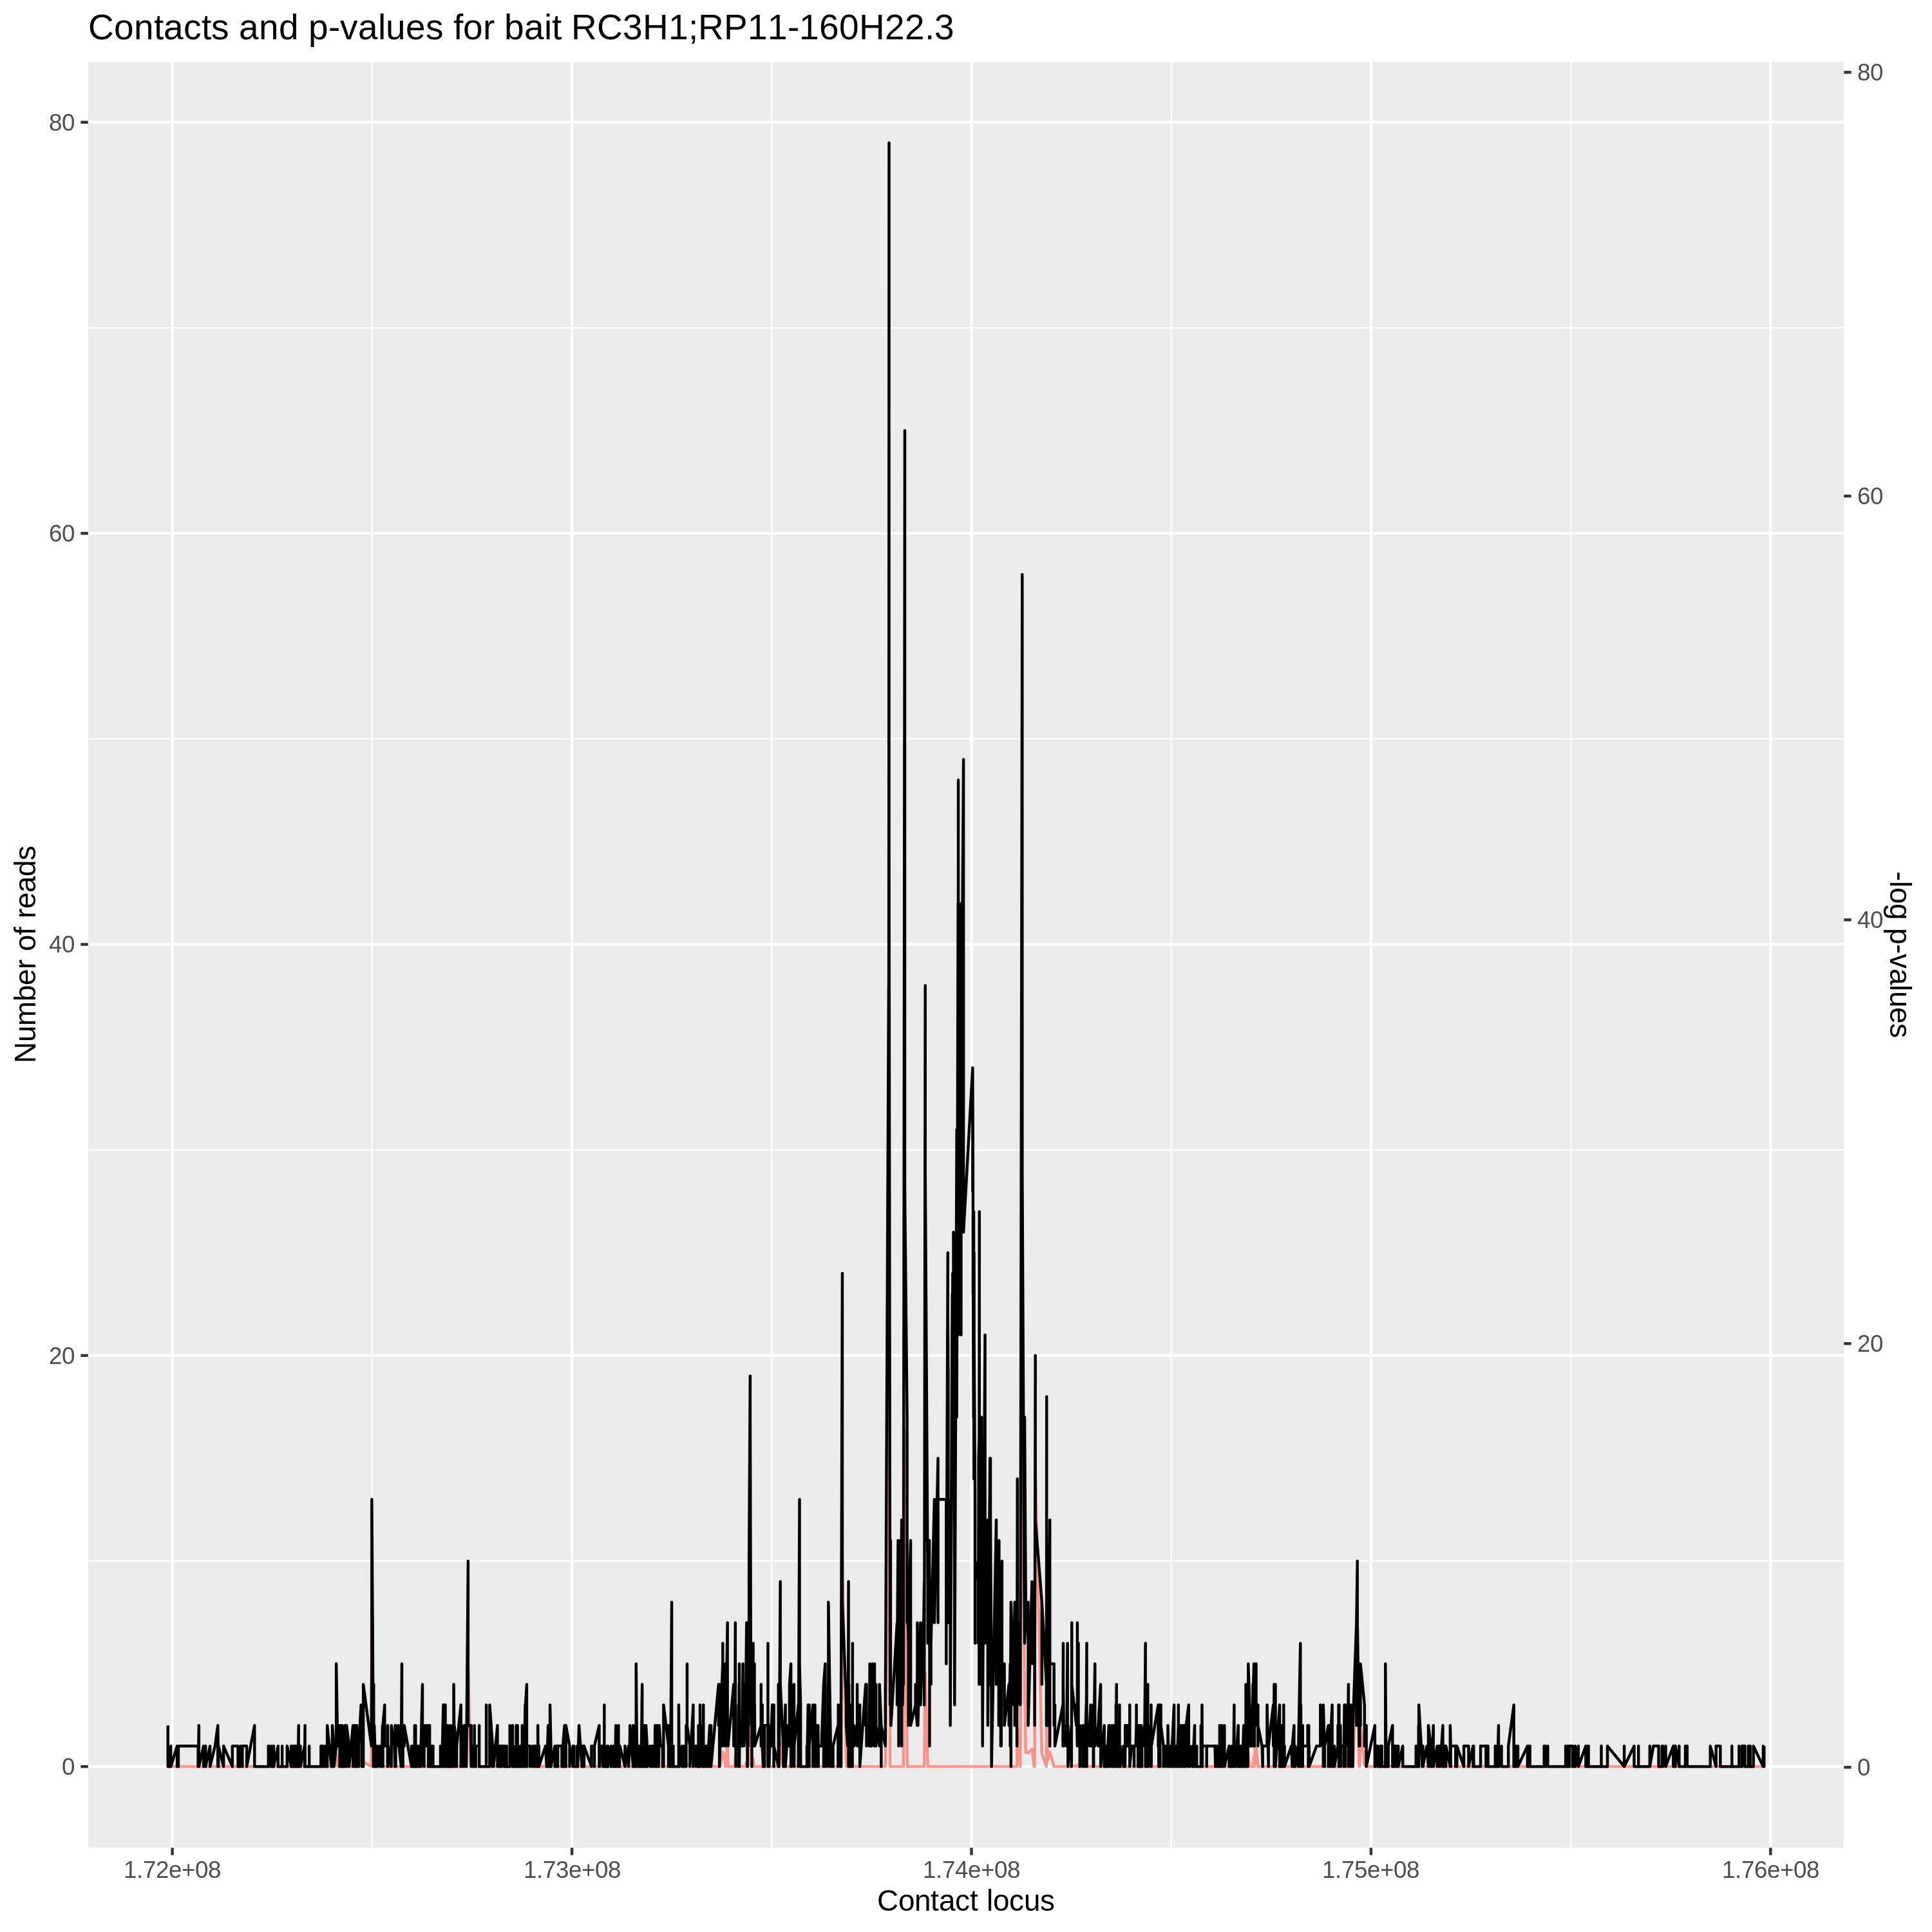 Contacts and p-values for bait RC3H1;RP11-160H22.3
80
60
40
20
0
Number of reads
80
60
40
20
0
-log p-values
1.72e+08
1.73e+08
1.74e+08
1.75e+08
1.76e+08
Contact locus